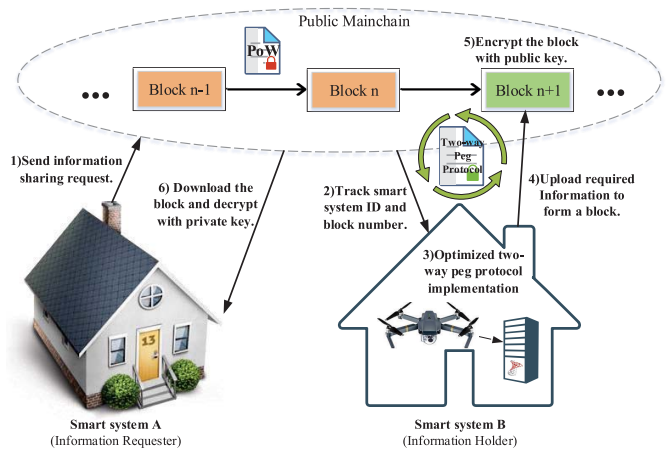 Public Mainchain
PoW
5)Encrypt the block
with public key.
Block n-1
Block n
Block n+1
1)Send information
sharing request.
Two-way
Peg
Protocol
6) Download the
block and decrypt
with private key.
2)Track smart
system ID and
block number.
4)Upload required
Information to
form a block.
3)Optimized two-
way peg protocol
implementation
13
Smart system A
(Information Requester)
Smart system B
(Information Holder)